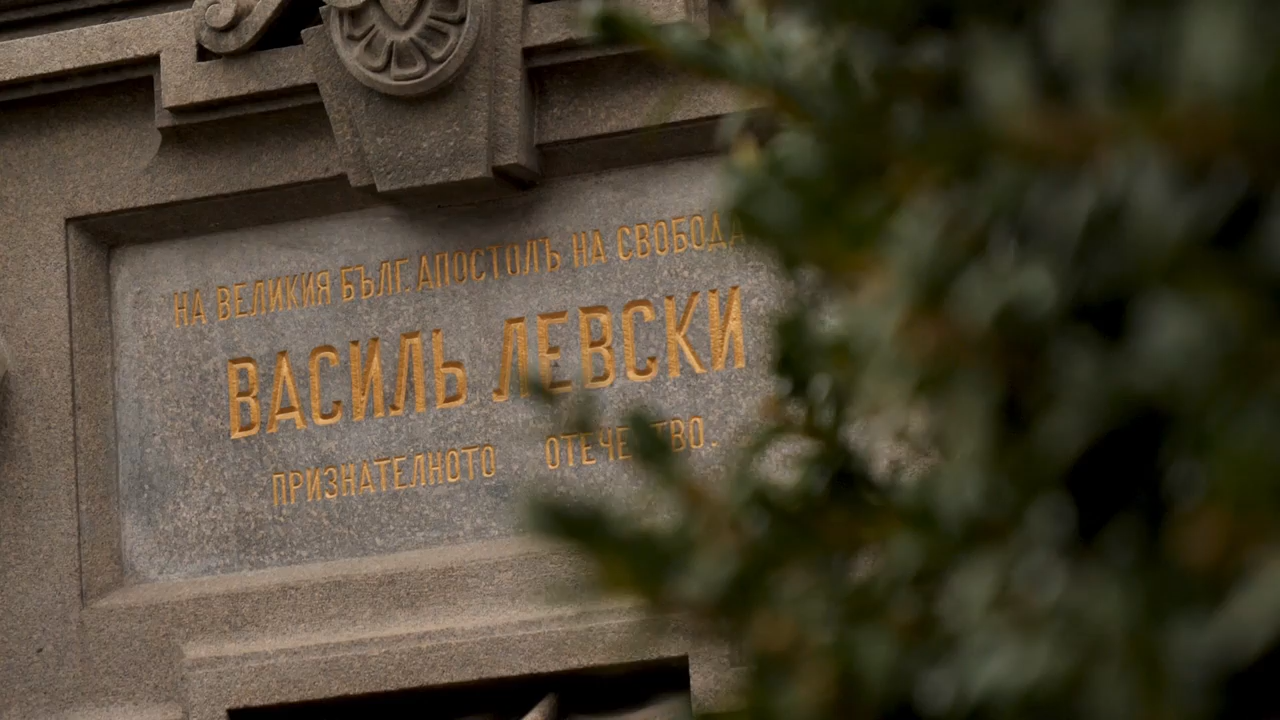 НА ВЕЛИКИЯ БЪЛГ. АПОСТОЛЪ НА СВОБОДА
ВАСИЛЬ ЛЕВСКИ
ПРИЗНАТЕЛНОТО ОТЕЧЕСТВО.